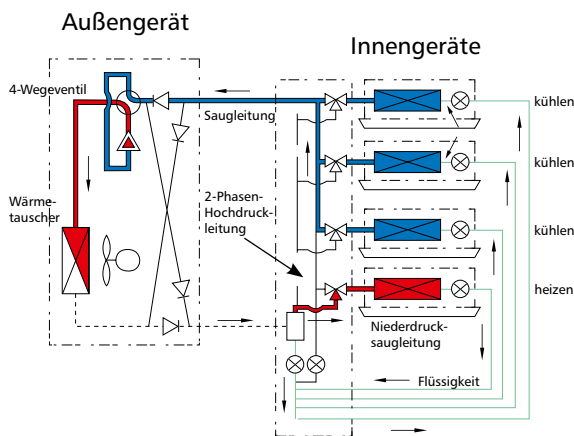 Außengerät
Innengeräte
4-Wegeventil
Saugleitung
kühlen
kühlen
kühlen
heizen
Wärme-
tauscher
2-Phasen-
Hochdruck-
leitung
Niederdruck-
saugleitung
Flüssigkeit